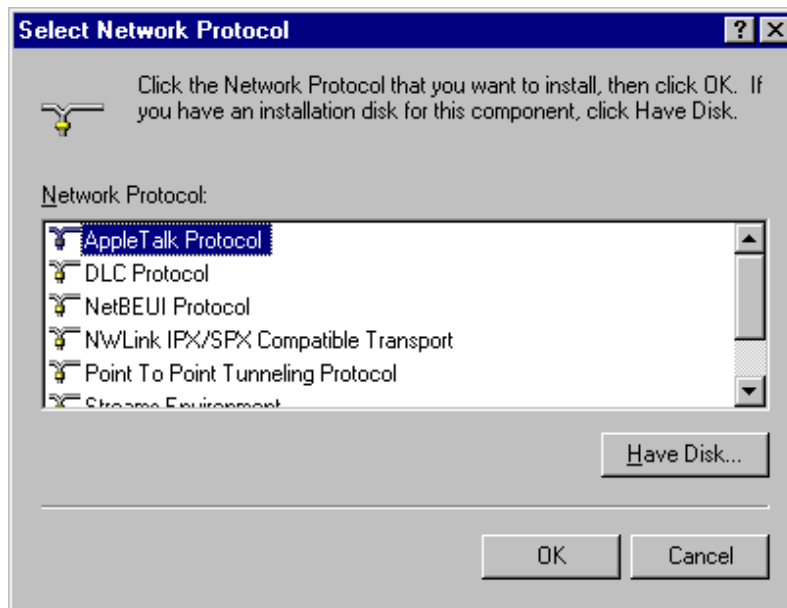 Select Network Protocol
Click the Network Protocol that you want to install, then click OK. If
you have an installation disk for this component, click Have Disk.
Network Protocol:
AppleTalk Protocol
DLC Protocol
NetBEUI Protocol
NWLink IPX/SPX Compatible Transport
Point To Point Tunneling Protocol
Streams Environment
Have Disk...
OK Cancel